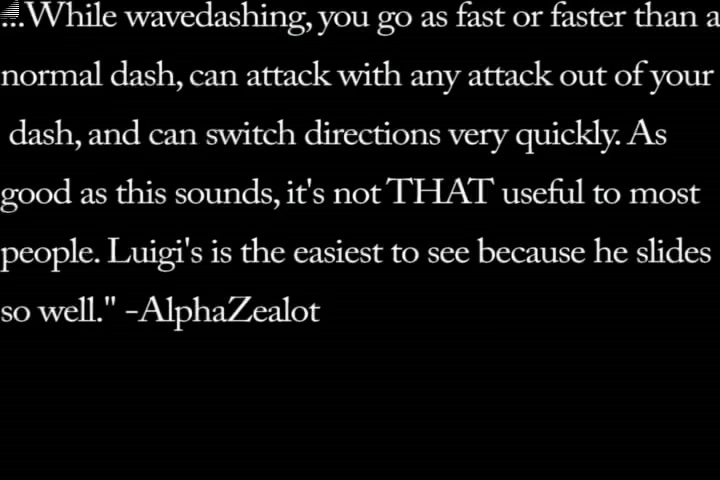 ...While wavedashing, you go as fast or faster than a
normal dash, can attack with any attack out of your
dash, and can switch directions very quickly. As
good as this sounds, it's not THAT useful to most
people. Luigi's is the easiest to see because he slides
so well." -AlphaZealot